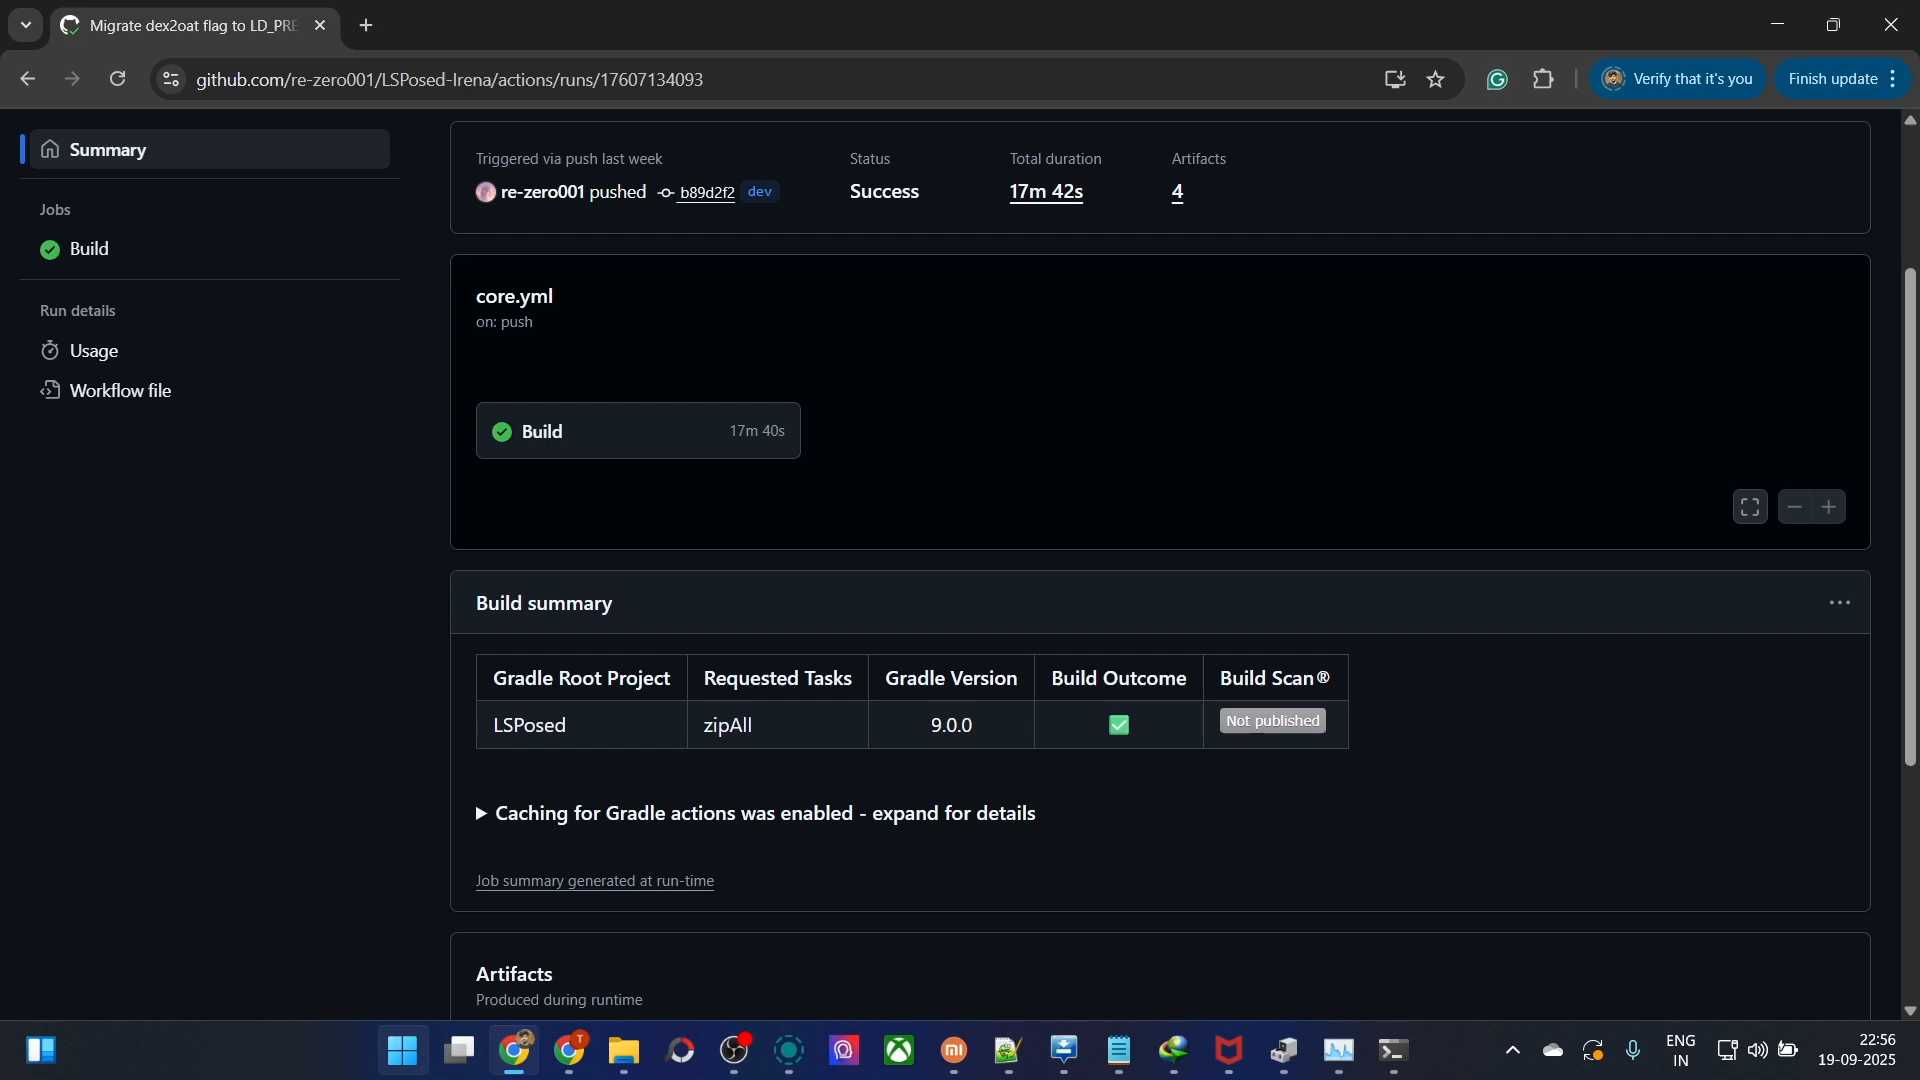 Migrate dex2oat flag to LD_PRE
github.com/re-zero001/LSPosed-Irena/actions/runs/17607134093
Verify that it's you
Finish update
Summary
Jobs
Build
Run details
Usage
Workflow file
Triggered via push last week
re-zero001 pushed b89d2f2 dev
Status
Success
Total duration
17m 42s
Artifacts
4
core.yml
on: push
Build 17m 40s
Build summary
Gradle Root Project Requested Tasks Gradle Version Build Outcome Build Scan®
LSPosed zipAll 9.0.0 ✅ Not published
Caching for Gradle actions was enabled - expand for details
Job summary generated at run-time
Artifacts
Produced during runtime
ENG
IN
22:56
19-09-2025